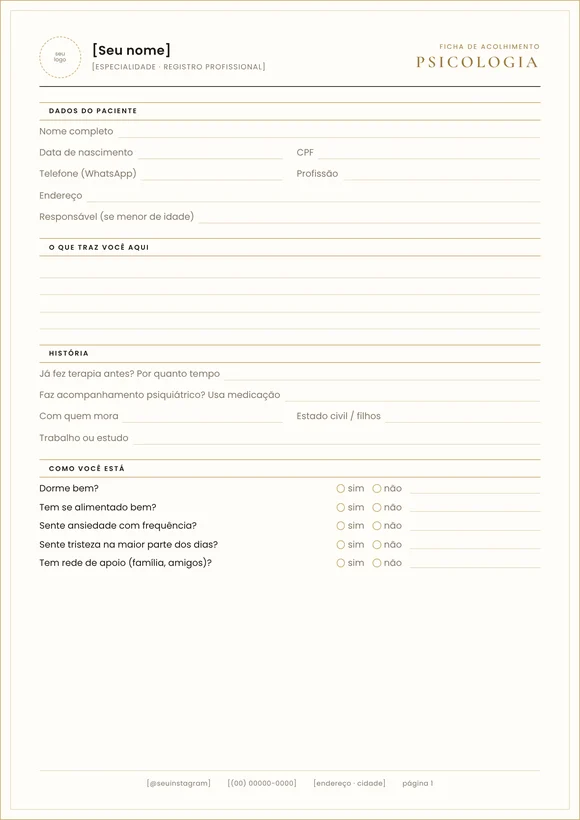 seu
logo
[Seu nome]
[ESPECIALIDADE · REGISTRO PROFISSIONAL]
FICHA DE ACOLHIMENTO
PSICOLOGIA
DADOS DO PACIENTE
Nome completo
Data de nascimento CPF
Telefone (WhatsApp) Profissão
Endereço
Responsável (se menor de idade)
O QUE TRAZ VOCÊ AQUI
HISTÓRIA
Já fez terapia antes? Por quanto tempo
Faz acompanhamento psiquiátrico? Usa medicação
Com quem mora Estado civil / filhos
Trabalho ou estudo
COMO VOCÊ ESTÁ
Dorme bem? sim não
Tem se alimentado bem? sim não
Sente ansiedade com frequência? sim não
Sente tristeza na maior parte dos dias? sim não
Tem rede de apoio (família, amigos)? sim não
[@seuinstagram] [(00) 00000-0000] [endereço · cidade] página 1